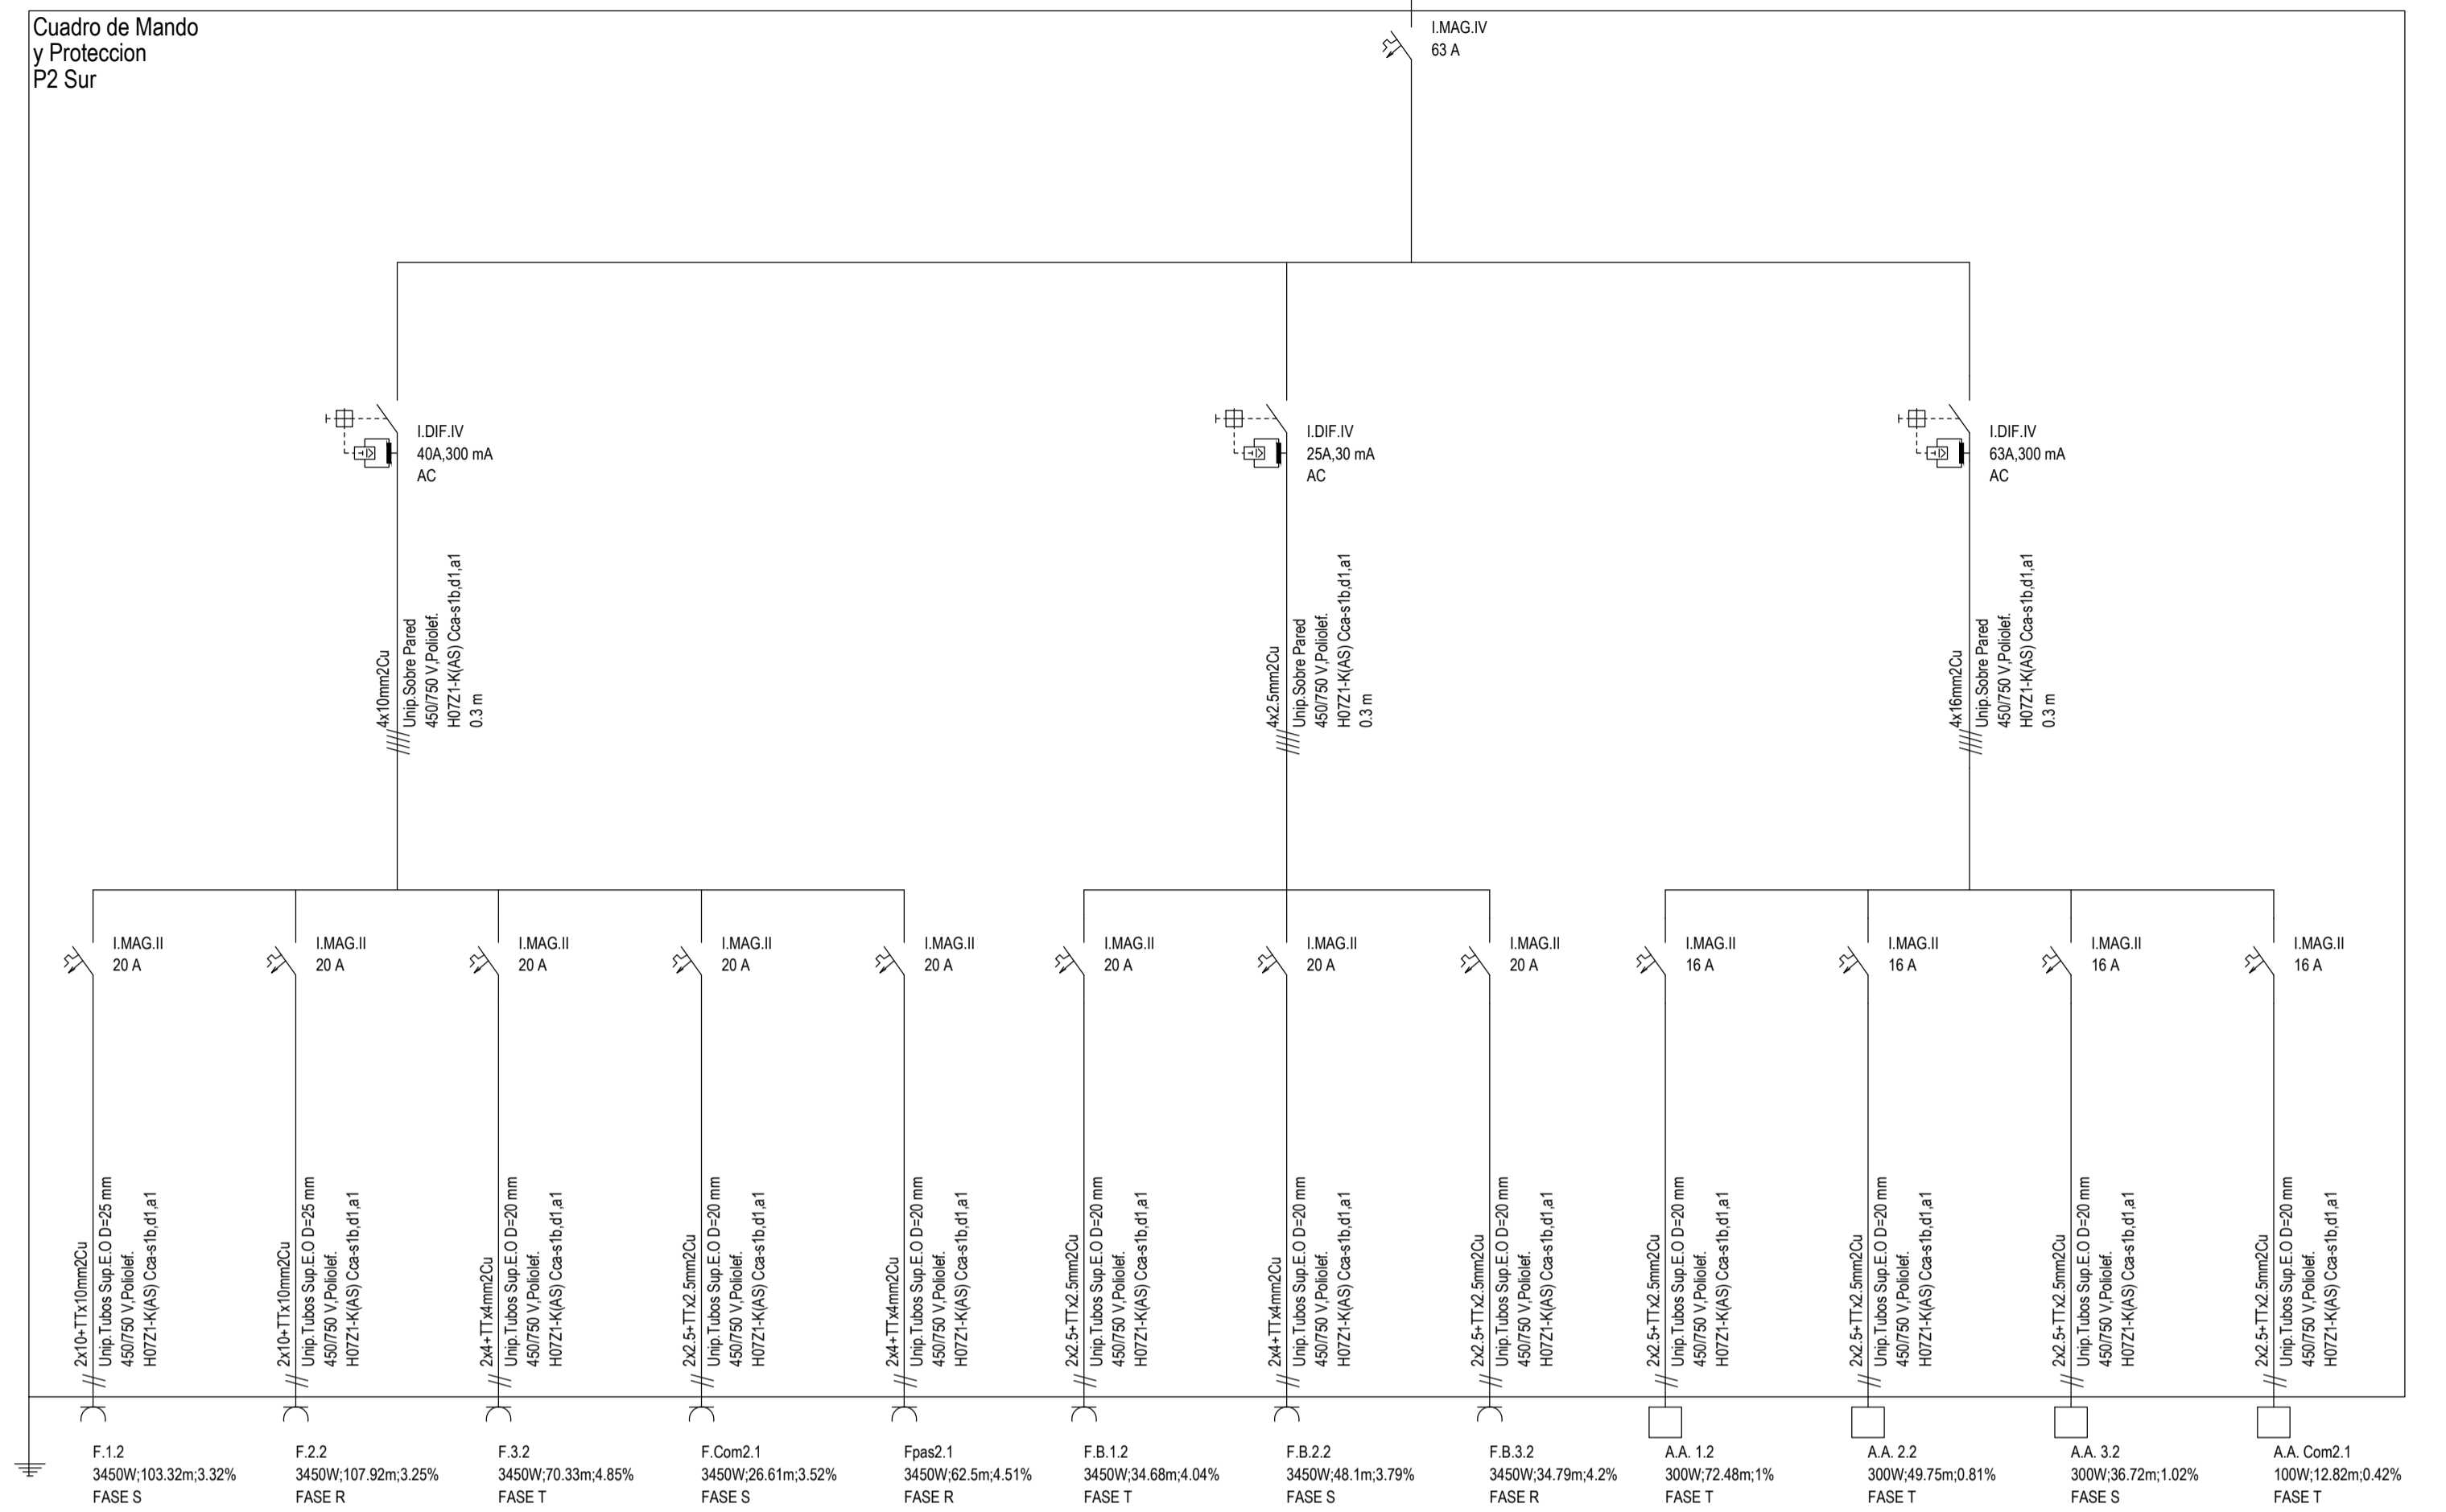 Cuadro de Mando
y Proteccion
P2 Sur
I.MAG.IV
63 A
I.DIF.IV
40A,300 mA
AC
I.DIF.IV
25A,30 mA
AC
I.DIF.IV
63A,300 mA
AC
4x10mm2Cu
Unip.Sobre Pared
450/750 V,Poliolef.
H07Z1-K(AS) Cca-s1b,d1,a1
0.3 m
4x2.5mm2Cu
Unip.Sobre Pared
450/750 V,Poliolef.
H07Z1-K(AS) Cca-s1b,d1,a1
0.3 m
4x16mm2Cu
Unip.Sobre Pared
450/750 V,Poliolef.
H07Z1-K(AS) Cca-s1b,d1,a1
0.3 m
I.MAG.II
20 A
I.MAG.II
20 A
I.MAG.II
20 A
I.MAG.II
20 A
I.MAG.II
20 A
I.MAG.II
20 A
I.MAG.II
20 A
I.MAG.II
20 A
I.MAG.II
16 A
I.MAG.II
16 A
I.MAG.II
16 A
I.MAG.II
16 A
2x10+TTx10mm2Cu
Unip.Tubos Sup.E.O D=25 mm
450/750 V,Poliolef.
H07Z1-K(AS) Cca-s1b,d1,a1
2x10+TTx10mm2Cu
Unip.Tubos Sup.E.O D=25 mm
450/750 V,Poliolef.
H07Z1-K(AS) Cca-s1b,d1,a1
2x4+TTx4mm2Cu
Unip.Tubos Sup.E.O D=20 mm
450/750 V,Poliolef.
H07Z1-K(AS) Cca-s1b,d1,a1
2x2.5+TTx2.5mm2Cu
Unip.Tubos Sup.E.O D=20 mm
450/750 V,Poliolef.
H07Z1-K(AS) Cca-s1b,d1,a1
2x4+TTx4mm2Cu
Unip.Tubos Sup.E.O D=20 mm
450/750 V,Poliolef.
H07Z1-K(AS) Cca-s1b,d1,a1
2x2.5+TTx2.5mm2Cu
Unip.Tubos Sup.E.O D=20 mm
450/750 V,Poliolef.
H07Z1-K(AS) Cca-s1b,d1,a1
2x4+TTx4mm2Cu
Unip.Tubos Sup.E.O D=20 mm
450/750 V,Poliolef.
H07Z1-K(AS) Cca-s1b,d1,a1
2x2.5+TTx2.5mm2Cu
Unip.Tubos Sup.E.O D=20 mm
450/750 V,Poliolef.
H07Z1-K(AS) Cca-s1b,d1,a1
2x2.5+TTx2.5mm2Cu
Unip.Tubos Sup.E.O D=20 mm
450/750 V,Poliolef.
H07Z1-K(AS) Cca-s1b,d1,a1
2x2.5+TTx2.5mm2Cu
Unip.Tubos Sup.E.O D=20 mm
450/750 V,Poliolef.
H07Z1-K(AS) Cca-s1b,d1,a1
2x2.5+TTx2.5mm2Cu
Unip.Tubos Sup.E.O D=20 mm
450/750 V,Poliolef.
H07Z1-K(AS) Cca-s1b,d1,a1
2x2.5+TTx2.5mm2Cu
Unip.Tubos Sup.E.O D=20 mm
450/750 V,Poliolef.
H07Z1-K(AS) Cca-s1b,d1,a1
F.1.2
3450W;103.32m;3.32%
FASE S
F.2.2
3450W;107.92m;3.25%
FASE R
F.3.2
3450W;70.33m;4.85%
FASE T
F.Com2.1
3450W;26.61m;3.52%
FASE S
Fpas2.1
3450W;62.5m;4.51%
FASE R
F.B.1.2
3450W;34.68m;4.04%
FASE T
F.B.2.2
3450W;48.1m;3.79%
FASE S
F.B.3.2
3450W;34.79m;4.2%
FASE R
A.A. 1.2
300W;72.48m;1%
FASE T
A.A. 2.2
300W;49.75m;0.81%
FASE T
A.A. 3.2
300W;36.72m;1.02%
FASE S
A.A. Com2.1
100W;12.82m;0.42%
FASE T